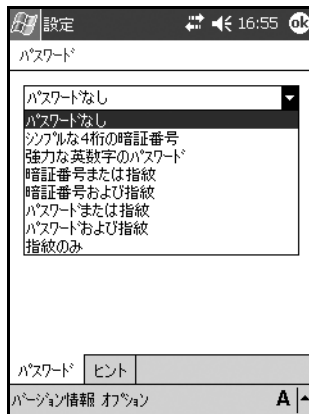 設定 16:55 ok
パスワード
パスワードなし
パスワードなし
シンプルな4桁の暗証番号
強力な英数字のパスワード
暗証番号または指紋
暗証番号および指紋
パスワードまたは指紋
パスワードおよび指紋
指紋のみ
パスワード ヒント
バージョン情報 オプション A